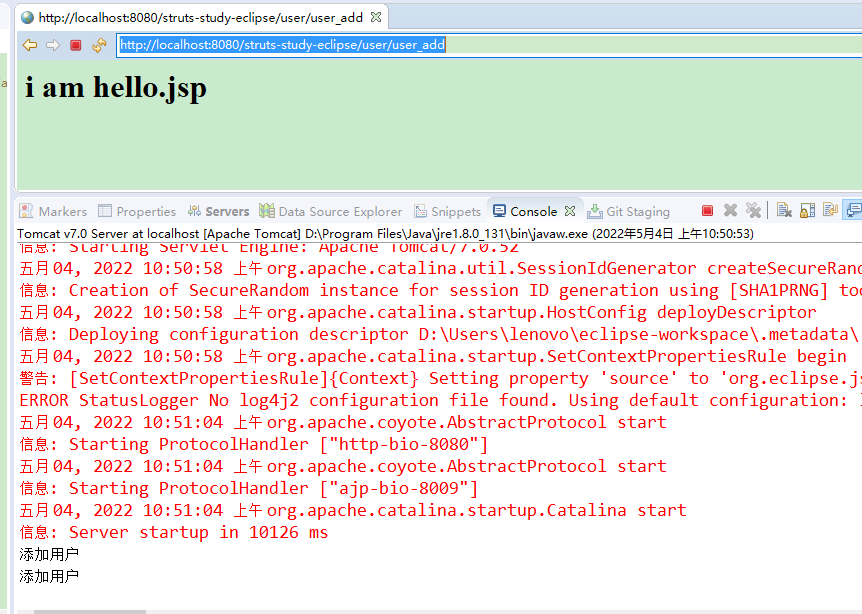 http://localhost:8080/struts-study-eclipse/user/user_add
http://localhost:8080/struts-study-eclipse/user/user_add
i am hello.jsp
Markers Properties Servers Data Source Explorer Snippets Console Git Staging
Tomcat v7.0 Server at localhost [Apache Tomcat] D:\Program Files\Java\jre1.8.0_131\bin\javaw.exe (2022年5月4日 上午10:50:53)
信息: Starting Servlet Engine: Apache Tomcat/7.0.52
五月 04, 2022 10:50:58 上午 org.apache.catalina.util.SessionIdGenerator createSecureRand
信息: Creation of SecureRandom instance for session ID generation using [SHA1PRNG] too
五月 04, 2022 10:50:58 上午 org.apache.catalina.startup.HostConfig deployDescriptor
信息: Deploying configuration descriptor D:\Users\lenovo\eclipse-workspace\.metadata\
五月 04, 2022 10:50:58 上午 org.apache.catalina.startup.SetContextPropertiesRule begin
警告: [SetContextPropertiesRule]{Context} Setting property 'source' to 'org.eclipse.js
ERROR StatusLogger No log4j2 configuration file found. Using default configuration:
五月 04, 2022 10:51:04 上午 org.apache.coyote.AbstractProtocol start
信息: Starting ProtocolHandler ["http-bio-8080"]
五月 04, 2022 10:51:04 上午 org.apache.coyote.AbstractProtocol start
信息: Starting ProtocolHandler ["ajp-bio-8009"]
五月 04, 2022 10:51:04 上午 org.apache.catalina.startup.Catalina start
信息: Server startup in 10126 ms
添加用户
添加用户